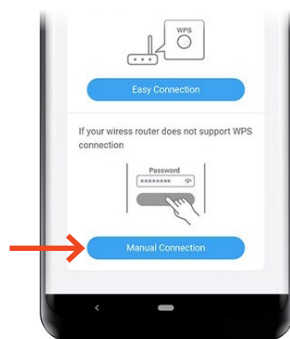 WPS
Easy Connection
If your wiress router does not support WPS
connection
Password
********
Manual Connection